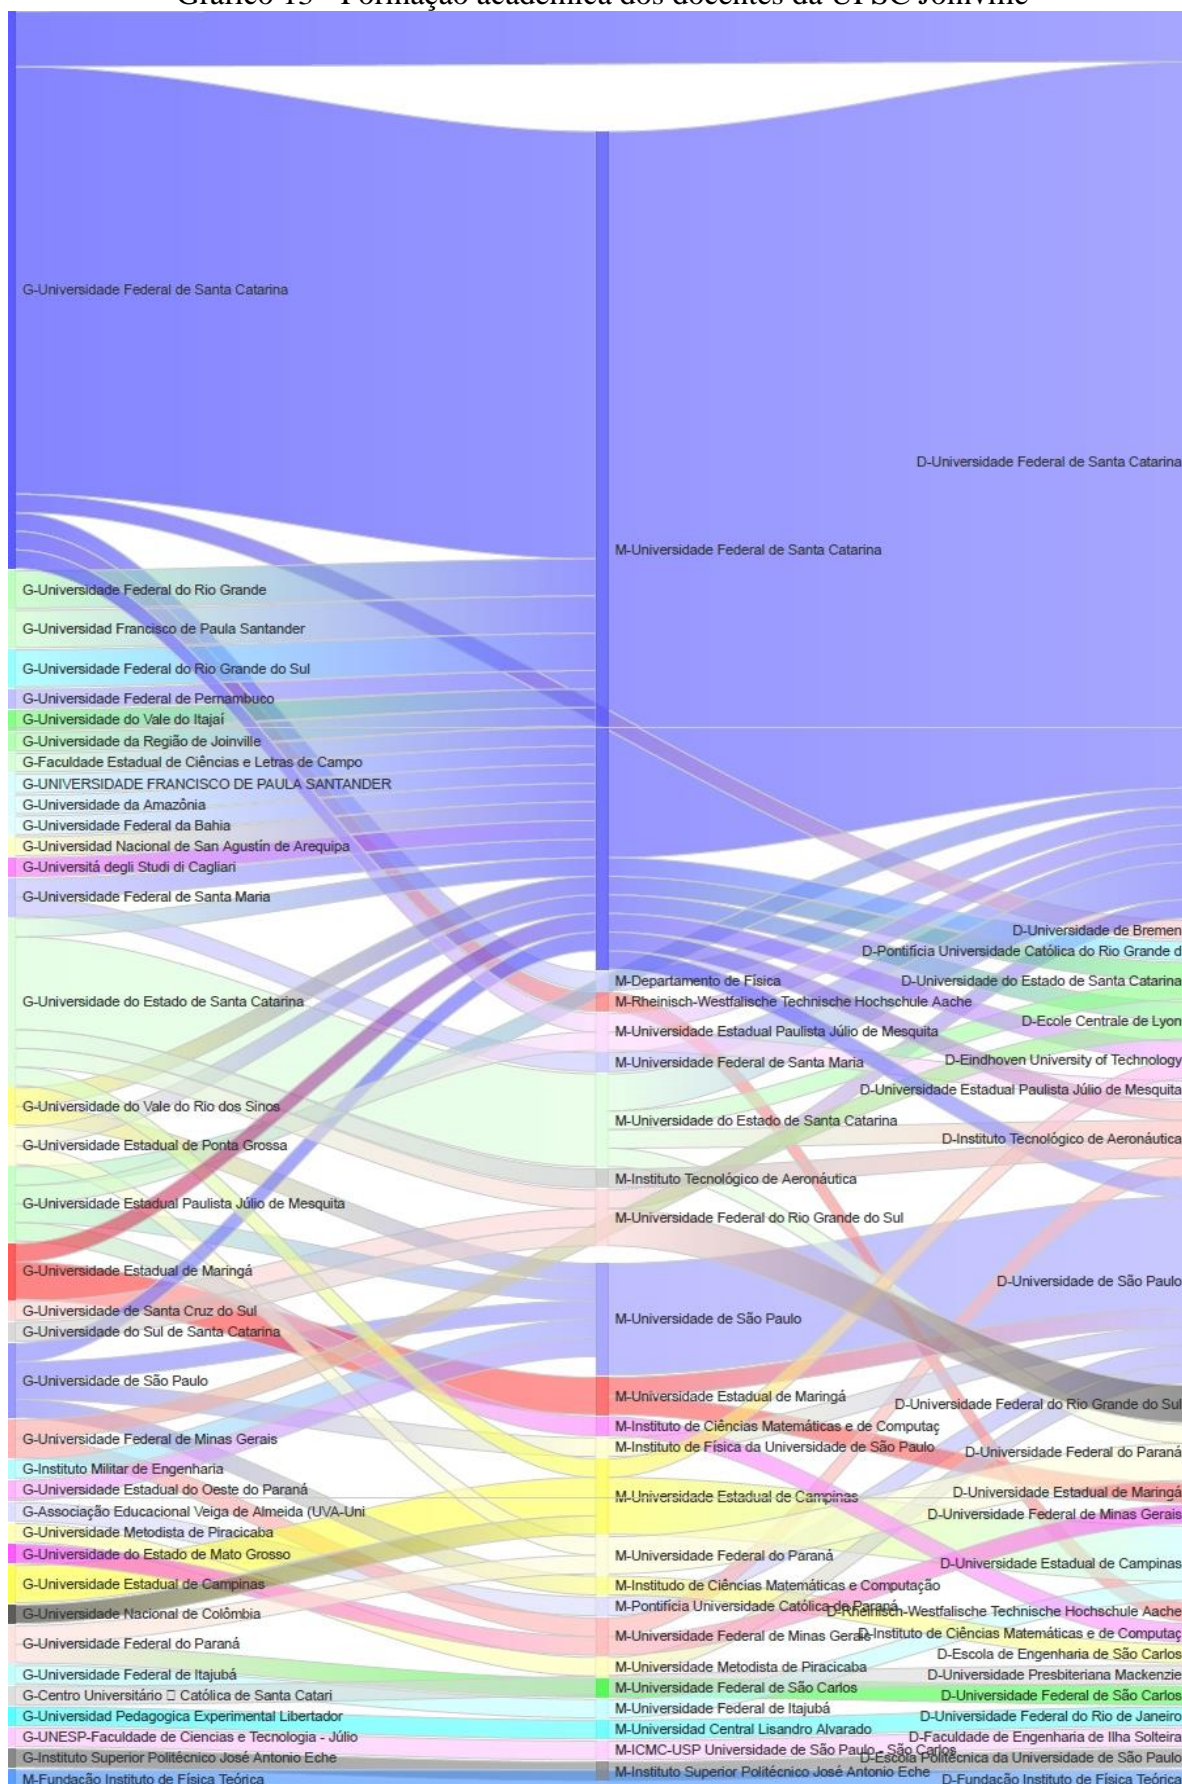 Gráfico 13 - Formação acadêmica dos docentes da UFSC Joinville
G-Universidade Federal de Santa Catarina
G-Universidade Federal do Rio Grande
G-Universidad Francisco de Paula Santander
G-Universidade Federal do Rio Grande do Sul
G-Universidade Federal de Pernambuco
G-Universidade do Vale do Itajaí
G-Universidade da Região de Joinville
G-Faculdade Estadual de Ciências e Letras de Campo
G-UNIVERSIDADE FRANCISCO DE PAULA SANTANDER
G-Universidade da Amazônia
G-Universidade Federal da Bahia
G-Universidad Nacional de San Agustín de Arequipa
G-Universitá degli Studi di Cagliari
G-Universidade Federal de Santa Maria
G-Universidade do Estado de Santa Catarina
G-Universidade do Vale do Rio dos Sinos
G-Universidade Estadual de Ponta Grossa
G-Universidade Estadual Paulista Júlio de Mesquita
G-Universidade Estadual de Maringá
G-Universidade de Santa Cruz do Sul
G-Universidade do Sul de Santa Catarina
G-Universidade de São Paulo
G-Universidade Federal de Minas Gerais
G-Instituto Militar de Engenharia
G-Universidade Estadual do Oeste do Paraná
G-Associação Educacional Veiga de Almeida (UVA-Uni
G-Universidade Metodista de Piracicaba
G-Universidade do Estado de Mato Grosso
G-Universidade Estadual de Campinas
G-Universidade Nacional de Colômbia
G-Universidade Federal do Paraná
G-Universidade Federal de Itajubá
G-Centro Universitário □ Católica de Santa Catari
G-Universidad Pedagogica Experimental Libertador
G-UNESP-Faculdade de Ciencias e Tecnologia - Júlio
G-Instituto Superior Politécnico José Antonio Eche
M-Fundação Instituto de Física Teórica
M-Universidade Federal de Santa Catarina
M-Departamento de Física
M-Rheinisch-Westfalische Technische Hochschule Aache
M-Universidade Estadual Paulista Júlio de Mesquita
M-Universidade Federal de Santa Maria
M-Universidade do Estado de Santa Catarina
M-Instituto Tecnológico de Aeronáutica
M-Universidade Federal do Rio Grande do Sul
M-Universidade de São Paulo
M-Universidade Estadual de Maringá
M-Instituto de Ciências Matemáticas e de Computaç
M-Instituto de Física da Universidade de São Paulo
M-Universidade Estadual de Campinas
M-Universidade Federal do Paraná
M-Institudo de Ciências Matemáticas e Computação
M-Pontifícia Universidade Católica de Paraná
M-Universidade Federal de Minas Gerais
M-Universidade Metodista de Piracicaba
M-Universidade Federal de São Carlos
M-Universidade Federal de Itajubá
M-Universidad Central Lisandro Alvarado
M-ICMC-USP Universidade de São Paulo - São Carlos
M-Instituto Superior Politécnico José Antonio Eche
D-Universidade Federal de Santa Catarina
D-Universidade de Bremen
D-Pontifícia Universidade Católica do Rio Grande d
D-Universidade do Estado de Santa Catarina
D-Ecole Centrale de Lyon
D-Eindhoven University of Technology
D-Universidade Estadual Paulista Júlio de Mesquita
D-Instituto Tecnológico de Aeronáutica
D-Universidade de São Paulo
D-Universidade Federal do Rio Grande do Sul
D-Universidade Federal do Paraná
D-Universidade Estadual de Maringá
D-Universidade Federal de Minas Gerais
D-Universidade Estadual de Campinas
D-Rheinisch-Westfalische Technische Hochschule Aache
D-Instituto de Ciências Matemáticas e de Computaç
D-Escola de Engenharia de São Carlos
D-Universidade Presbiteriana Mackenzie
D-Universidade Federal de São Carlos
D-Universidade Federal do Rio de Janeiro
D-Faculdade de Engenharia de Ilha Solteira
D-Escola Politécnica da Universidade de São Paulo
D-Fundação Instituto de Física Teórica